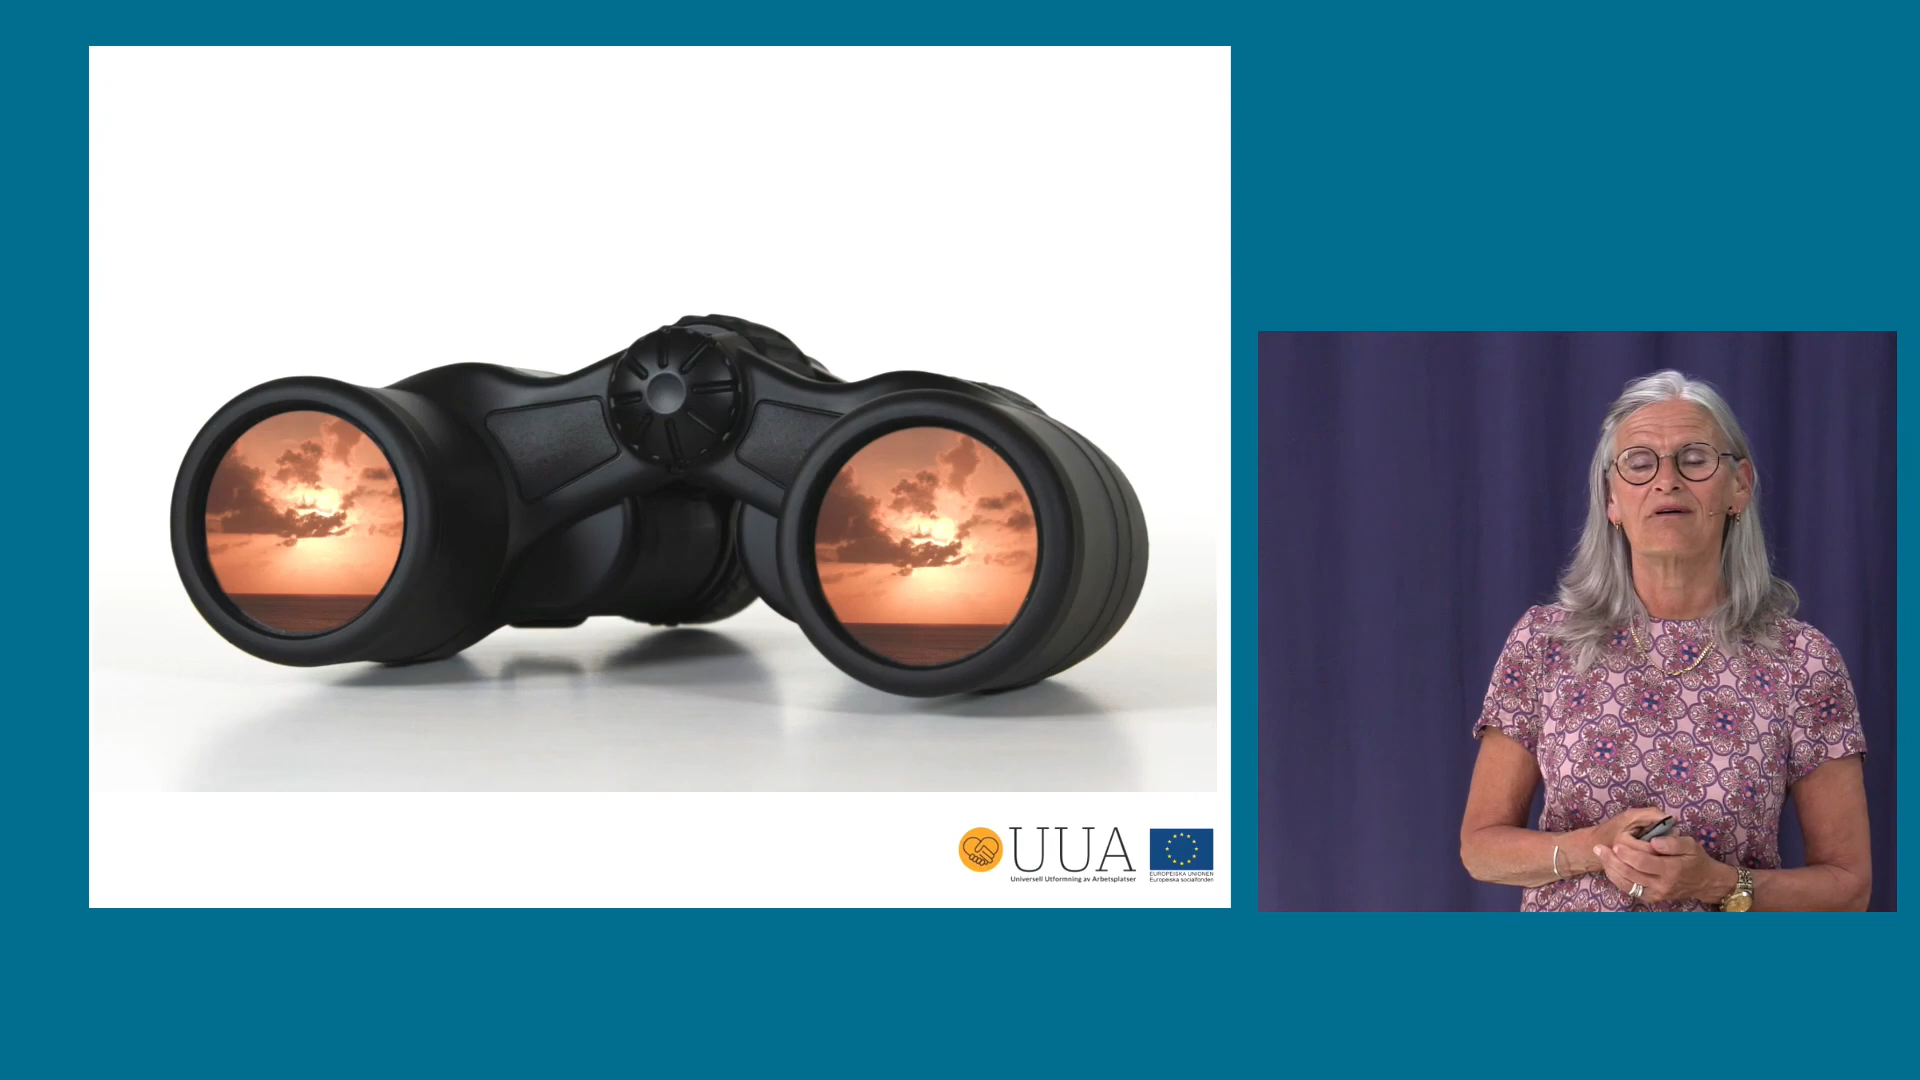 UUA
Universell Utformning av Arbetsplatser
EUROPEISKA UNIONEN
Europeiska socialfonden